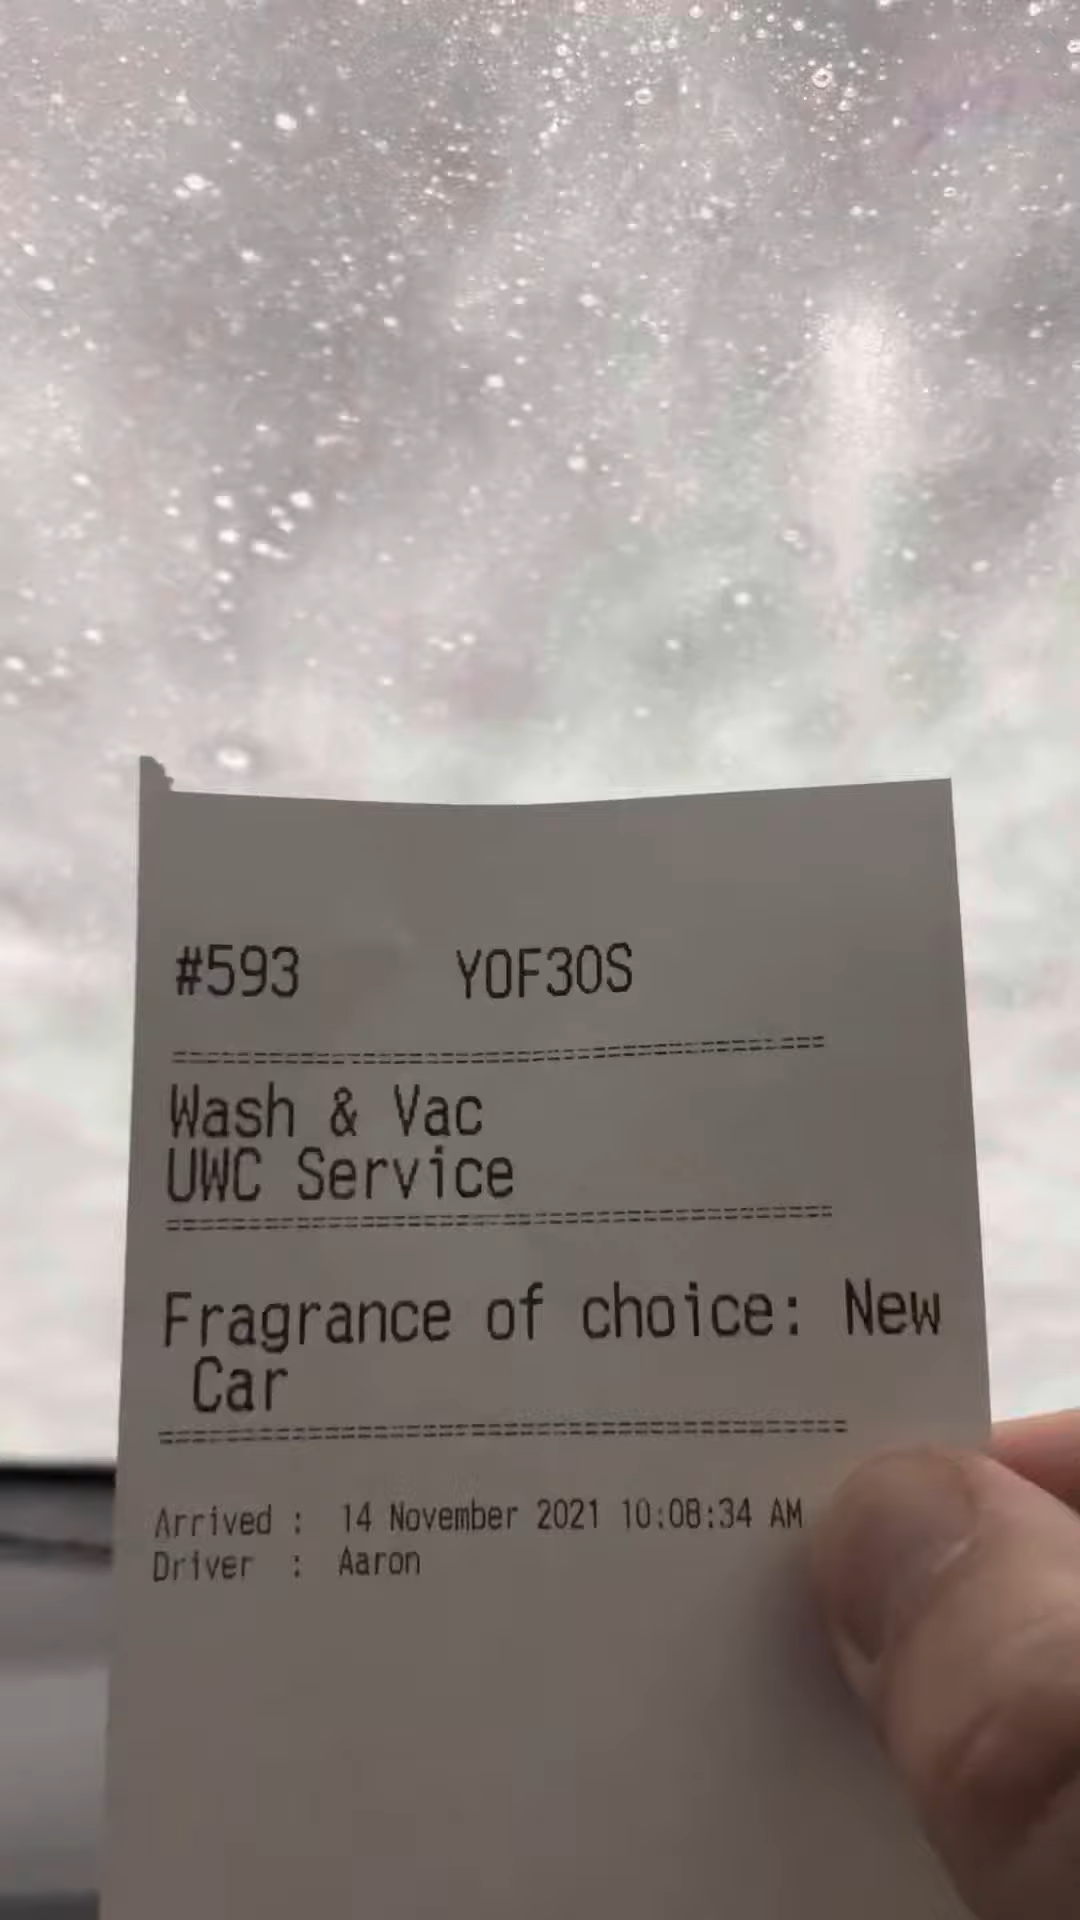 #593 YOF30S
Wash & Vac
UWC Service
Fragrance of choice: New
Car
Arrived : 14 November 2021 10:08:34 AM
Driver : Aaron